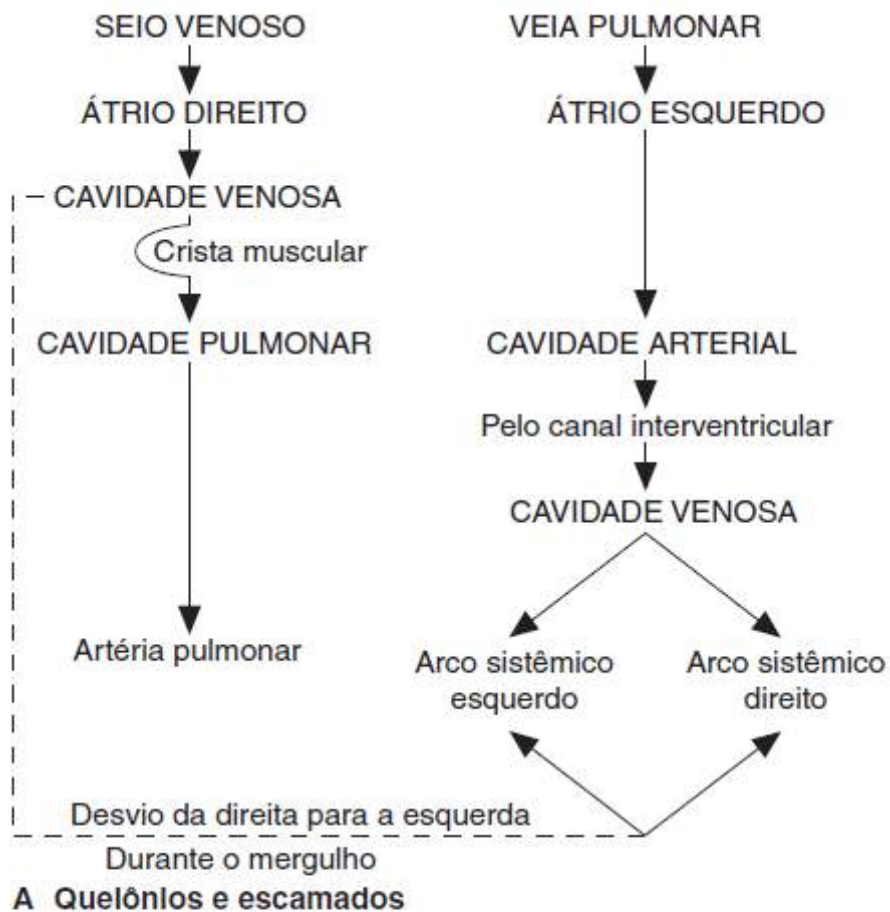 SEIO VENOSO
VEIA PULMONAR
ÁTRIO DIREITO
ÁTRIO ESQUERDO
CAVIDADE VENOSA
Crista muscular
CAVIDADE PULMONAR
CAVIDADE ARTERIAL
Pelo canal interventricular
CAVIDADE VENOSA
Artéria pulmonar
Arco sistêmico
esquerdo
Arco sistêmico
direito
Desvio da direita para a esquerda
Durante o mergulho
A Quelônios e escamados